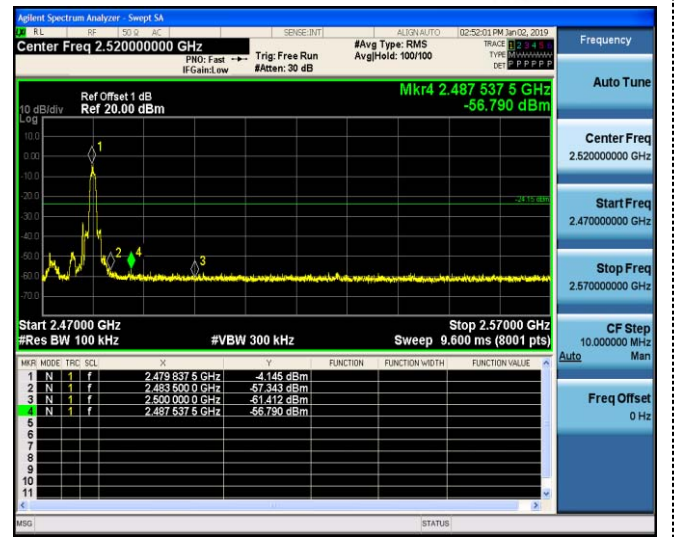 Agilent Spectrum Analyzer - Swept SA
RL RF 50 Ω AC SENSE:INT ALIGN AUTO 02:52:01 PM Jan 02, 2019
Center Freq 2.520000000 GHz
PNO: Fast
IFGain:Low
Trig: Free Run
#Atten: 30 dB
#Avg Type: RMS
Avg|Hold: 100/100
TRACE 1 2 3 4 5 6
TYPE M
DET P P P P P P
Ref Offset 1 dB
10 dB/div Ref 20.00 dBm
Log
Mkr4 2.487 537 5 GHz
-56.790 dBm
10.0
0.00
-10.0
-20.0
-30.0
-40.0
-50.0
-60.0
-70.0
1
2
4
3
-24.15 dBm
Start 2.47000 GHz Stop 2.57000 GHz
#Res BW 100 kHz #VBW 300 kHz Sweep 9.600 ms (8001 pts)
MKR MODE TRC SCL X Y FUNCTION FUNCTION WIDTH FUNCTION VALUE
1 N 1 f 2.479 837 5 GHz -4.145 dBm
2 N 1 f 2.483 500 0 GHz -57.343 dBm
3 N 1 f 2.500 000 0 GHz -61.412 dBm
4 N 1 f 2.487 537 5 GHz -56.790 dBm
5
6
7
8
9
10
11
MSG STATUS
Frequency
Auto Tune
Center Freq
2.520000000 GHz
Start Freq
2.470000000 GHz
Stop Freq
2.570000000 GHz
CF Step
10.000000 MHz
Auto Man
Freq Offset
0 Hz